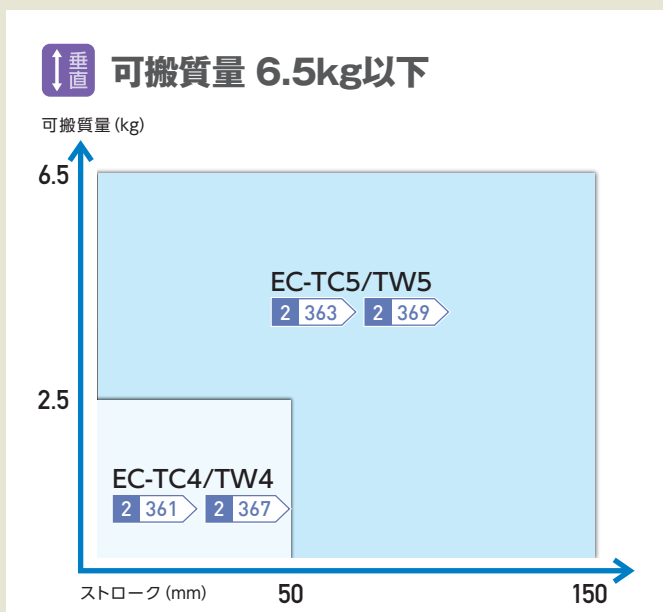 垂直 可搬質量 6.5kg以下
可搬質量 (kg)
6.5
EC-TC5/TW5
2 363 2 369
2.5
EC-TC4/TW4
2 361 2 367
ストローク (mm) 50 150